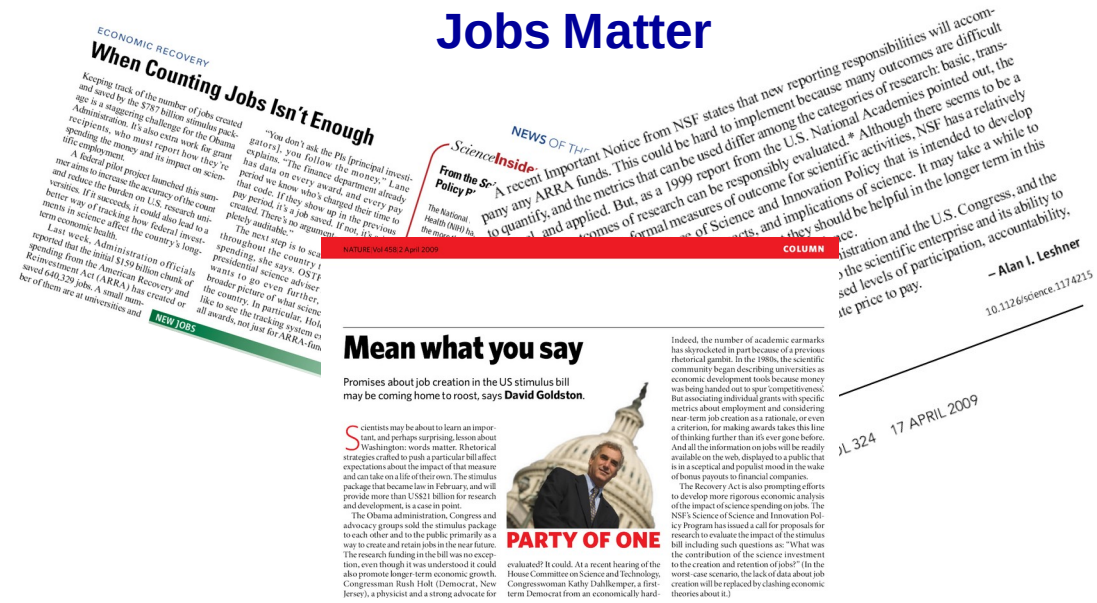 Jobs Matter
ECONOMIC RECOVERY
When Counting Jobs Isn't Enough
Keeping track of the number of jobs created
and saved by the $787 billion stimulus pack-
age is a staggering challenge for the Obama
Administration. It's also extra work for grant
recipients, who must report how they're
spending the money and its impact on scien-
tific employment.
A federal pilot project launched this sum-
mer aims to increase the accuracy of the count
and reduce the burden on U.S. research uni-
versities. If it succeeds, it could also lead to a
better way of tracking how federal invest-
ments in science affect the country's long-
term economic health.
Last week, Administration officials
reported that the initial $159 billion chunk of
spending from the American Recovery and
Reinvestment Act (ARRA) has created or
saved 640,329 jobs. A small num-
ber of them are at universities and
"You don't ask the PIs [principal investi-
gators], you follow the money," Lane
explains. "The finance department already
has data on every award, and every pay
period we know who's charged their time to
that code. If they show up in the previous
pay period, it's a job saved. If not, it's
created. There's no argument
pletely auditable."
The next step is to sca
throughout the country t
spending, she says. OSTP
presidential science adviser
wants to go even further,
broader picture of what scienc
the country. In particular, Hol
like to see the tracking system ex
all awards, not just for ARRA-fun
NEW JOBS
NEWS OF TH
ScienceInside
From the Sc
Policy
The National
Health (NIH) ha
the more
A recent Important Notice from NSF states that new reporting responsibilities will accom-
pany any ARRA funds. This could be hard to implement because many outcomes are difficult
to quantify, and the metrics that can be used differ among the categories of research: basic, trans-
and applied. But, as a 1999 report from the U.S. National Academies pointed out, the
comes of research can be responsibly evaluated.* Although there seems to be a
formal measures of outcome for scientific activities, NSF has a relatively
e of Science and Innovation Policy that is intended to develop
cts, and implications of science. It may take a while to
they should be helpful in the longer term in this
ce.
istration and the U.S. Congress, and the
o the scientific enterprise and its ability to
sed levels of participation, accountability,
ate price to pay.
– Alan I. Leshner
10.1126/science.1174215
OL 324 17 APRIL 2009
NATURE|Vol 458|2 April 2009
COLUMN
Mean what you say
Promises about job creation in the US stimulus bill
may be coming home to roost, says David Goldston.
Scientists may be about to learn an impor-
tant, and perhaps surprising, lesson about
Washington: words matter. Rhetorical
strategies crafted to push a particular bill affect
expectations about the impact of that measure
and can take on a life of their own. The stimulus
package that became law in February, and will
provide more than US$21 billion for research
and development, is a case in point.
The Obama administration, Congress and
advocacy groups sold the stimulus package
to each other and to the public primarily as a
way to create and retain jobs in the near future.
The research funding in the bill was no excep-
tion, even though it was understood it could
also promote longer-term economic growth.
Congressman Rush Holt (Democrat, New
Jersey), a physicist and a strong advocate for
PARTY OF ONE
evaluated? It could. At a recent hearing of the
House Committee on Science and Technology,
Congresswoman Kathy Dahlkemper, a first-
term Democrat from an economically hard-
Indeed, the number of academic earmarks
has skyrocketed in part because of a previous
rhetorical gambit. In the 1980s, the scientific
community began describing universities as
economic development tools because money
was being handed out to spur 'competitiveness'.
But associating individual grants with specific
metrics about employment and considering
near-term job creation as a rationale, or even
a criterion, for making awards takes this line
of thinking further than it's ever gone before.
And all the information on jobs will be readily
available on the web, displayed to a public that
is in a sceptical and populist mood in the wake
of bonus payouts to financial companies.
The Recovery Act is also prompting efforts
to develop more rigorous economic analysis
of the impact of science spending on jobs. The
NSF's Science of Science and Innovation Pol-
icy Program has issued a call for proposals for
research to evaluate the impact of the stimulus
bill including such questions as: "What was
the contribution of the science investment
to the creation and retention of jobs?" (In the
worst-case scenario, the lack of data about job
creation will be replaced by clashing economic
theories about it.)